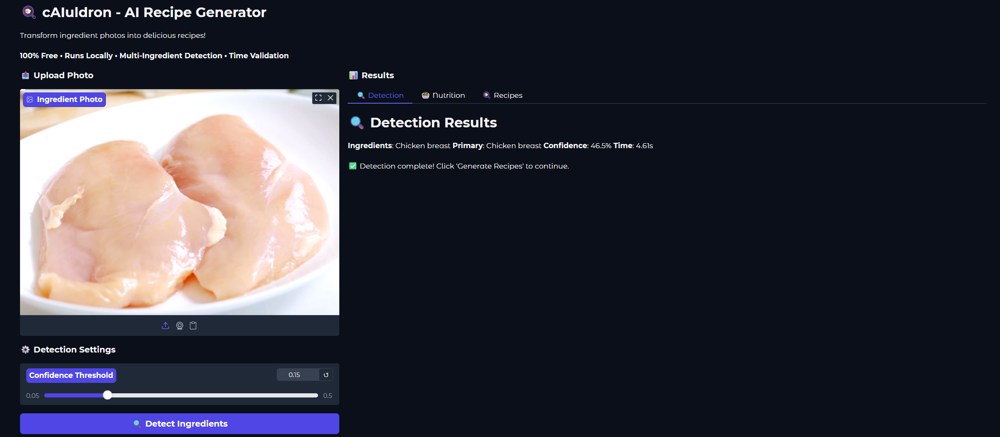 cAIuldron - AI Recipe Generator
Transform ingredient photos into delicious recipes!
100% Free • Runs Locally • Multi-Ingredient Detection • Time Validation
Upload Photo
Ingredient Photo
Detection Settings
Confidence Threshold
0.15
0.05
0.5
Detect Ingredients
Results
Detection Nutrition Recipes
Detection Results
Ingredients: Chicken breast Primary: Chicken breast Confidence: 46.5% Time: 4.61s
Detection complete! Click 'Generate Recipes' to continue.